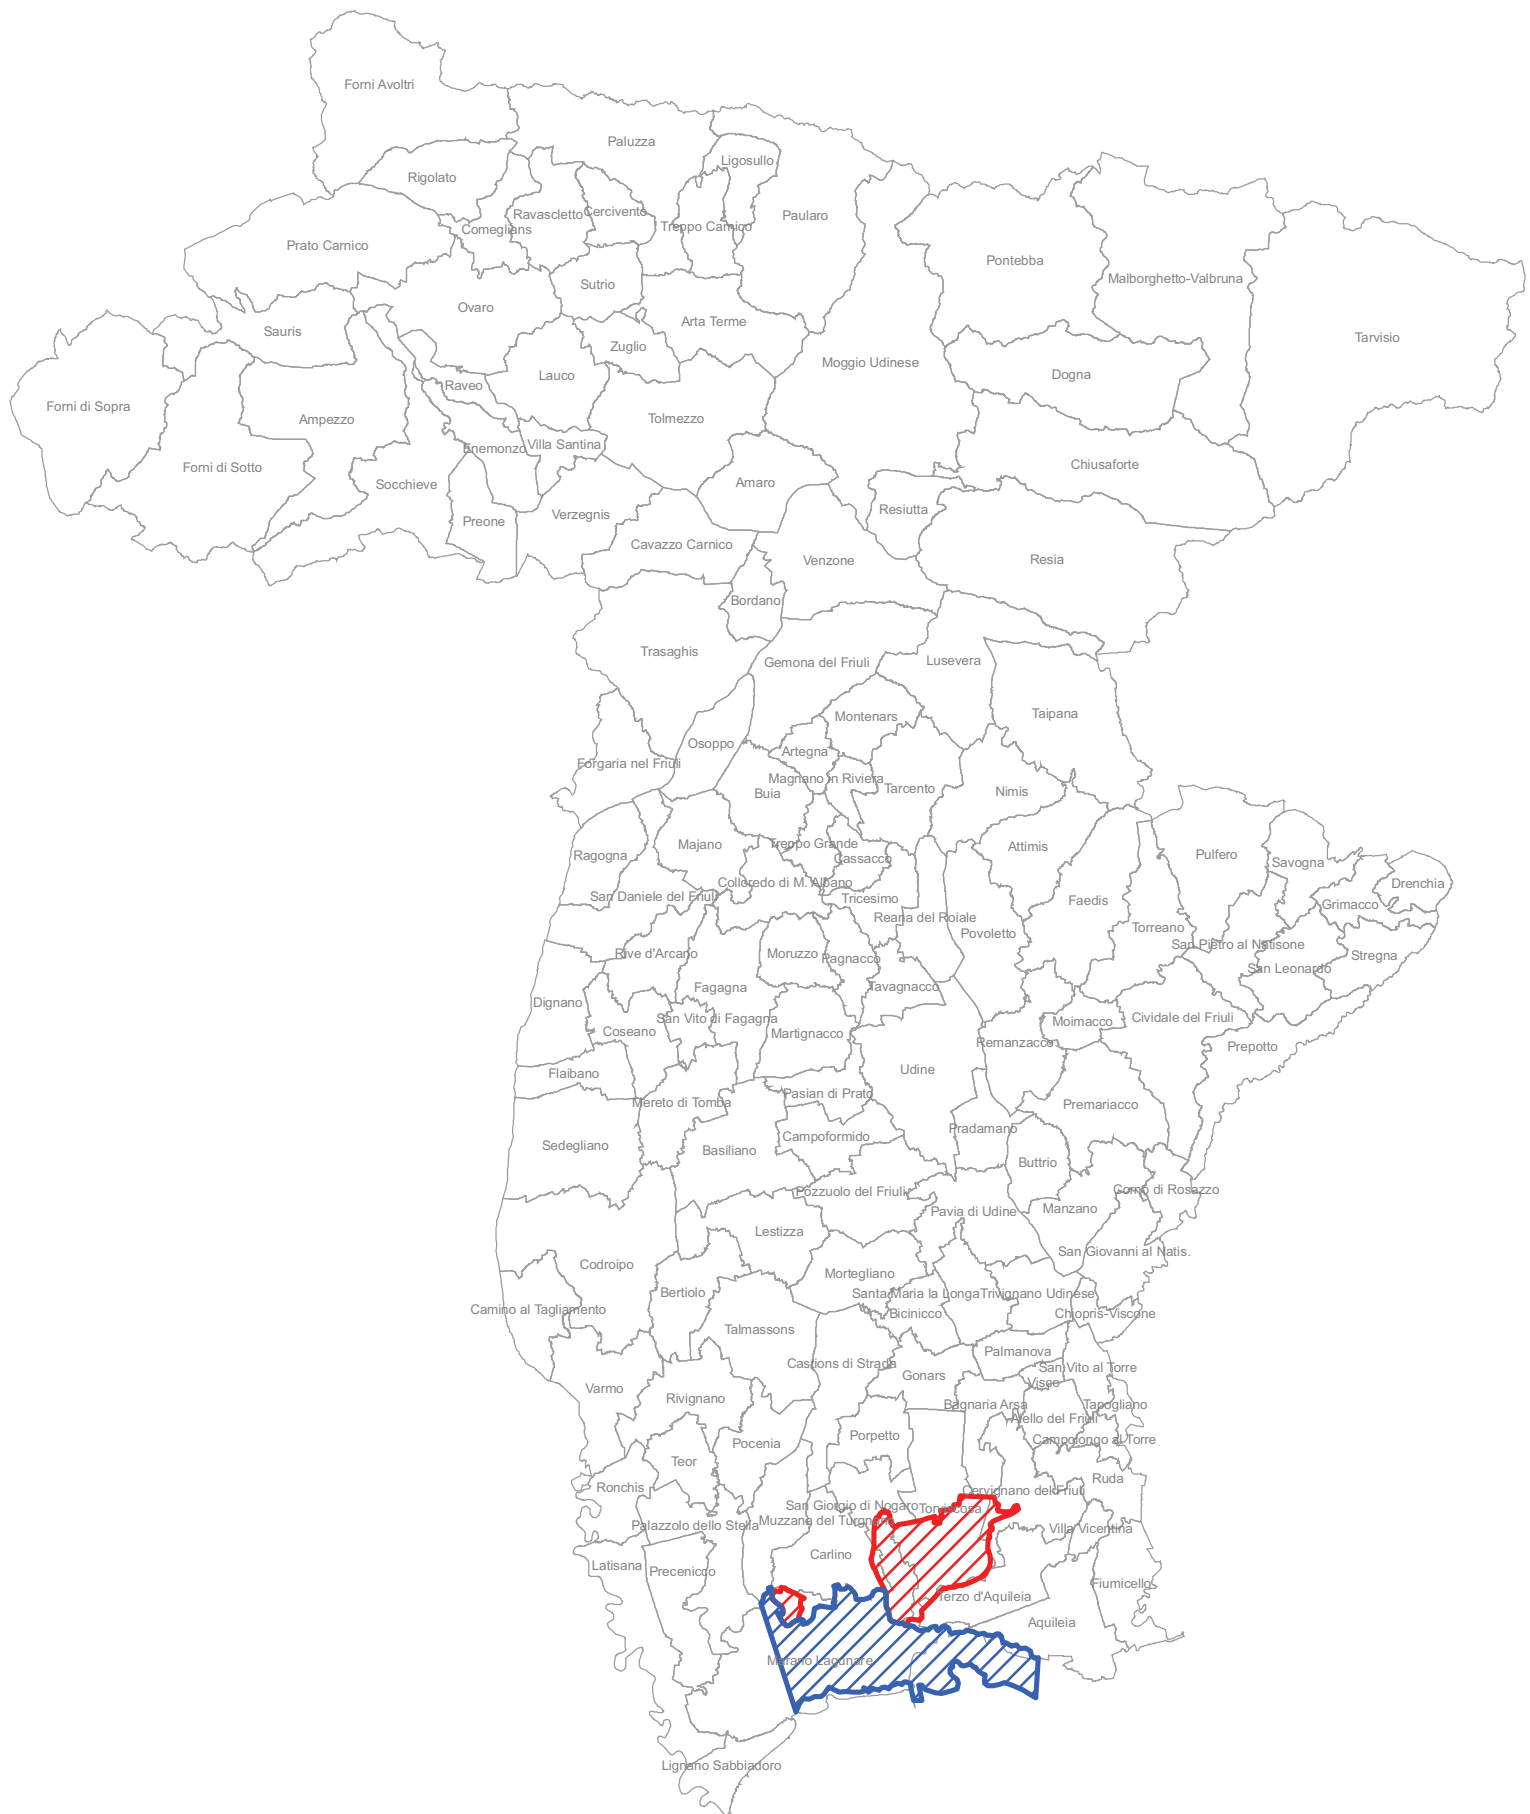 Forni Avoltri
Paluzza
Ligosullo
Rigolato
Ravascletto
Cercivento
Paularo
Treppo Carnico
Comeglians
Prato Carnico
Pontebba
Malborghetto-Valbruna
Sutrio
Ovaro
Arta Terme
Sauris
Tarvisio
Zuglio
Moggio Udinese
Lauco
Dogna
Raveo
Forni di Sopra
Ampezzo
Tolmezzo
Enemonzo
Villa Santina
Forni di Sotto
Chiusaforte
Socchieve
Amaro
Resiutta
Verzegnis
Preone
Cavazzo Carnico
Venzone
Resia
Bordano
Trasaghis
Gemona del Friuli
Lusevera
Taipana
Montenars
Osoppo
Artegna
Forgaria nel Friuli
Magnano in Riviera
Tarcento
Buia
Nimis
Majano
Treppo Grande
Attimis
Ragogna
Cassacco
Pulfero
Savogna
Colloredo di M. Albano
Drenchia
San Daniele del Friuli
Tricesimo
Faedis
Grimacco
Reana del Roiale
Torreano
Povoletto
San Pietro al Natisone
Rive d'Arcano
Moruzzo
Pagnacco
Stregna
San Leonardo
Fagagna
Tavagnacco
Dignano
San Vito di Fagagna
Cividale del Friuli
Moimacco
Coseano
Martignacco
Remanzacco
Prepotto
Udine
Flaibano
Pasian di Prato
Mereto di Tomba
Premariacco
Pradamano
Campoformido
Sedegliano
Basiliano
Buttrio
Corno di Rosazzo
Pozzuolo del Friuli
Manzano
Pavia di Udine
Lestizza
San Giovanni al Natis.
Codroipo
Mortegliano
Bertiolo
Santa Maria la Longa
Trivignano Udinese
Camino al Tagliamento
Bicinicco
Chiopris-Viscone
Talmassons
Palmanova
Castions di Strada
San Vito al Torre
Gonars
Visco
Varmo
Rivignano
Bagnaria Arsa
Tapogliano
Aiello del Friuli
Porpetto
Campolongo al Torre
Pocenia
Teor
Ruda
Ronchis
Cervignano del Friuli
San Giorgio di Nogaro
Torviscosa
Muzzana del Turgnano
Palazzolo dello Stella
Villa Vicentina
Carlino
Latisana
Precenicco
Fiumicello
Terzo d'Aquileia
Aquileia
Marano Lagunare
Lignano Sabbiadoro